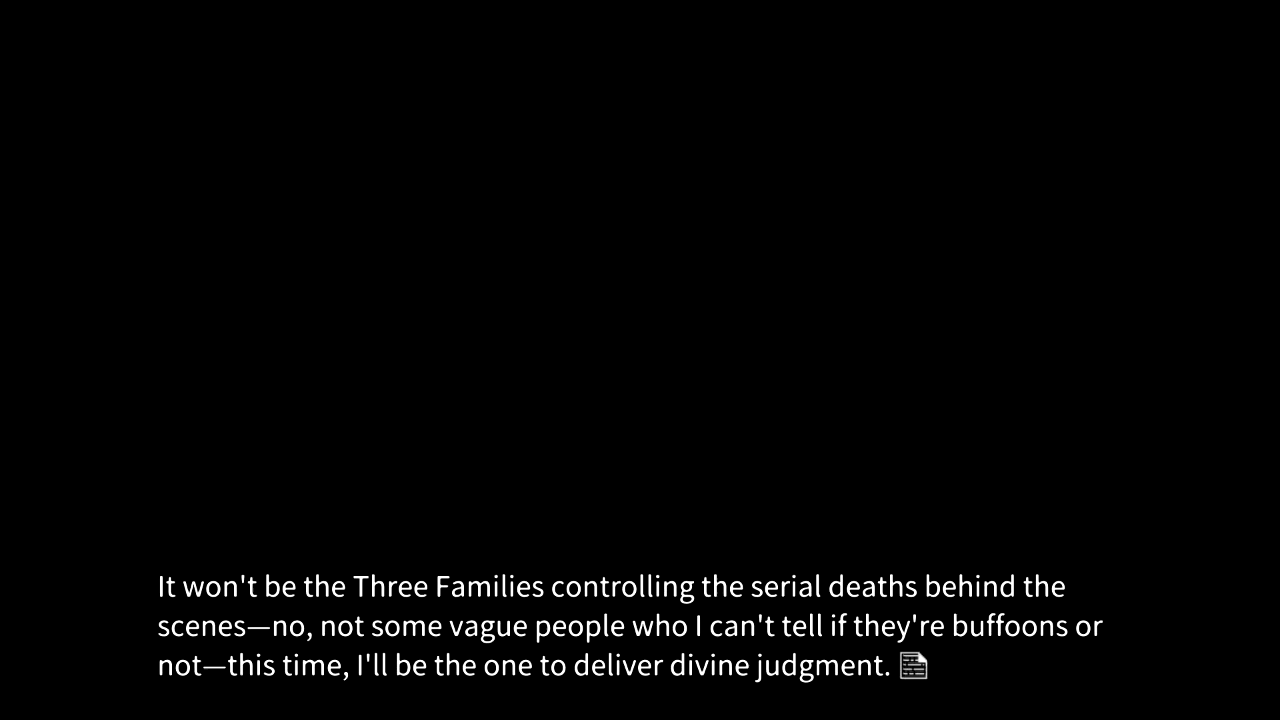 It won't be the Three Families controlling the serial deaths behind the
scenes—no, not some vague people who I can't tell if they're buffoons or
not—this time, I'll be the one to deliver divine judgment.